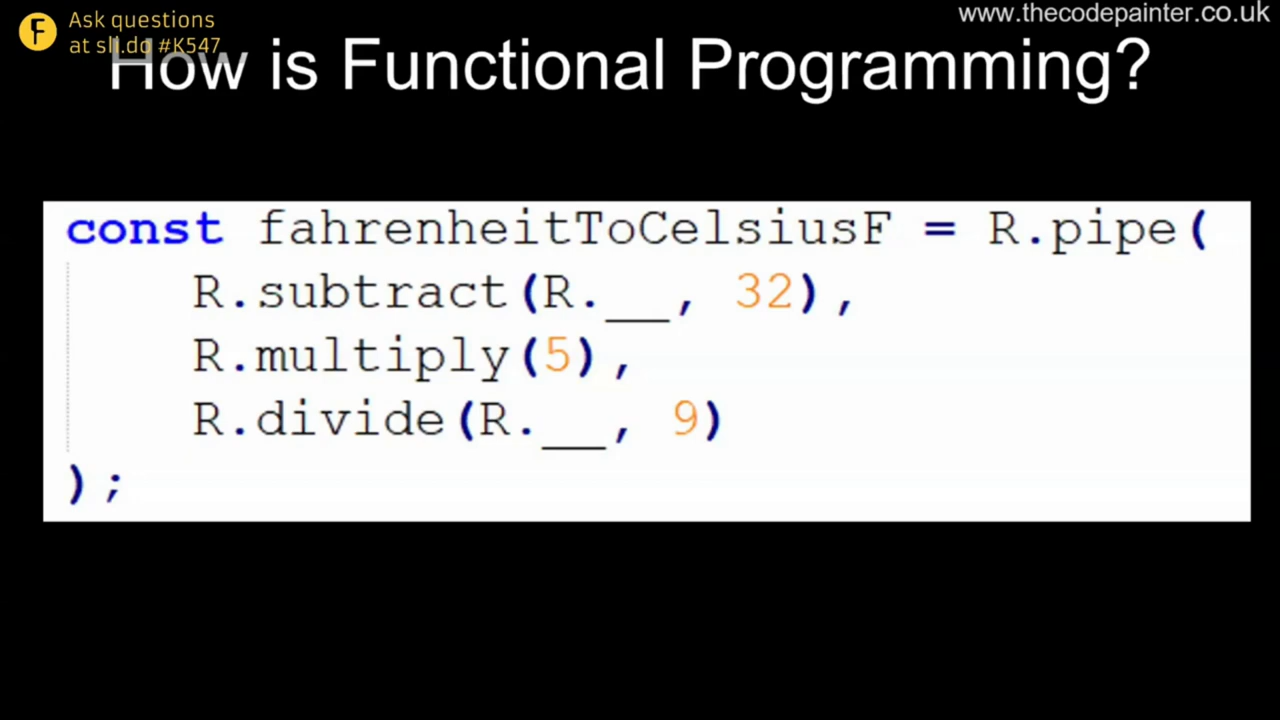 Ask questions
at sli.do #K547
www.thecodepainter.co.uk
How is Functional Programming?
const fahrenheitToCelsiusF = R.pipe(
R.subtract(R.__, 32),
R.multiply(5),
R.divide(R.__, 9)
);